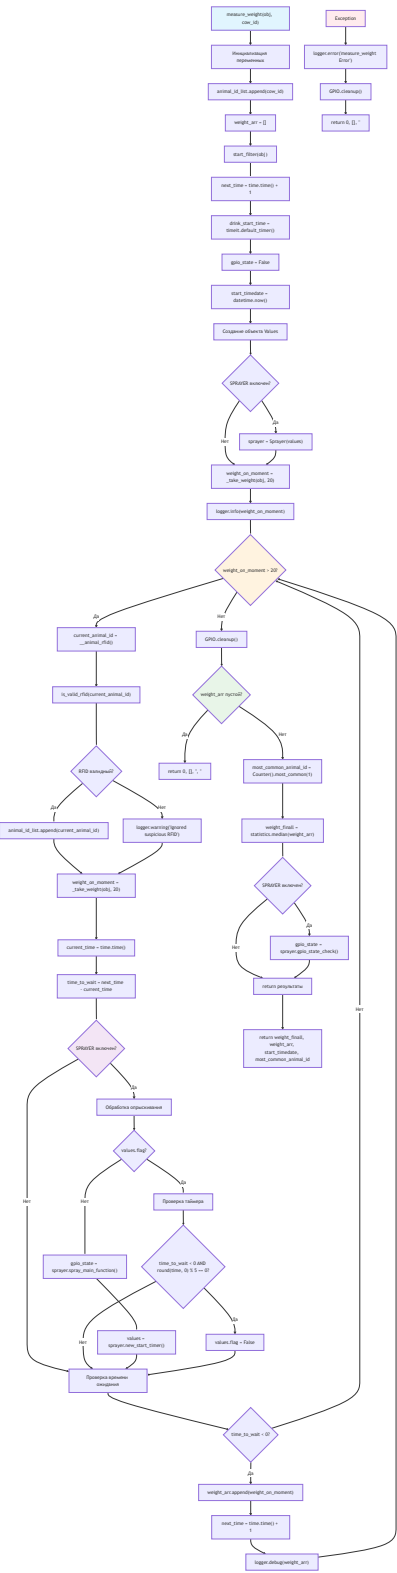 measure_weight(obj,
cow_id)
Инициализация
переменных
animal_id_list.append(cow_id)
weight_arr = []
start_filter(obj)
next_time = time.time() +
1
drink_start_time =
timeit.default_timer()
gpio_state = False
start_timedate =
datetime.now()
Создание объекта Values
SPRAYER включен?
Да
Нет
sprayer = Sprayer(values)
weight_on_moment =
_take_weight(obj, 20)
logger.info(weight_on_moment)
weight_on_moment > 20?
Exception
logger.error('measure_weight
Error')
GPIO.cleanup()
return 0, [], ''
Да
current_animal_id =
__animal_rfid()
is_valid_rfid(current_animal_id)
RFID валидный?
Да
Нет
animal_id_list.append(current_animal_id)
logger.warning('Ignored
suspicious RFID')
weight_on_moment =
_take_weight(obj, 20)
current_time = time.time()
time_to_wait = next_time
- current_time
SPRAYER включен?
Да
Нет
Обработка опрыскивания
values.flag?
Нет
Да
Проверка таймера
time_to_wait < 0 AND
round(time, 0) % 5 == 0?
gpio_state =
sprayer.spray_main_function()
values =
sprayer.new_start_timer()
Нет
Да
values.flag = False
Проверка времени
ожидания
Нет
GPIO.cleanup()
weight_arr пустой?
Да
Нет
return 0, [], '', ''
most_common_animal_id =
Counter().most_common(1)
weight_finall =
statistics.median(weight_arr)
SPRAYER включен?
Да
Нет
gpio_state =
sprayer.gpio_state_check()
return результаты
return weight_finall,
weight_arr,
start_timedate,
most_common_animal_id
time_to_wait < 0?
Нет
Да
weight_arr.append(weight_on_moment)
next_time = time.time() +
1
logger.debug(weight_arr)